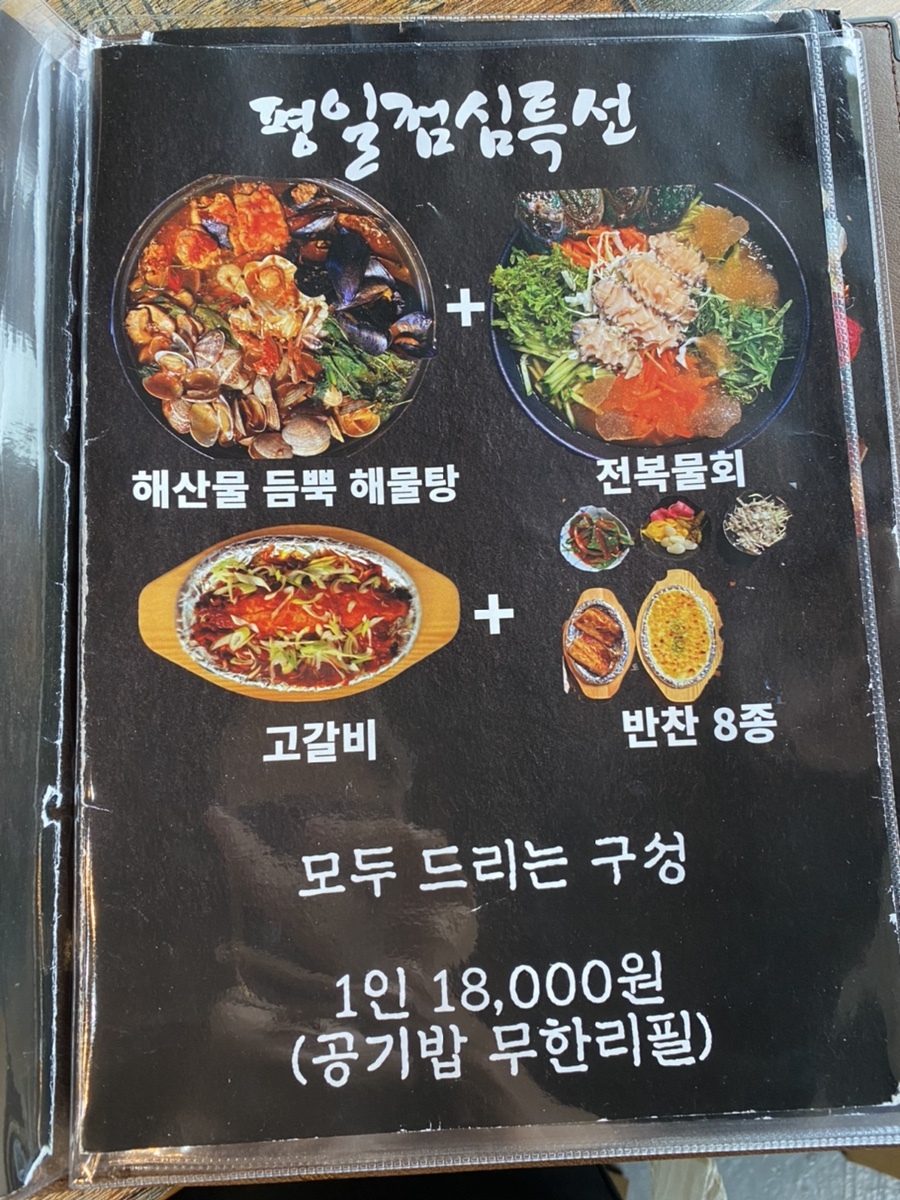 평일점심특선
+
해산물 듬뿍 해물탕
전복물회
+
고갈비
반찬 8종
모두 드리는 구성
1인 18,000원
(공기밥 무한리필)